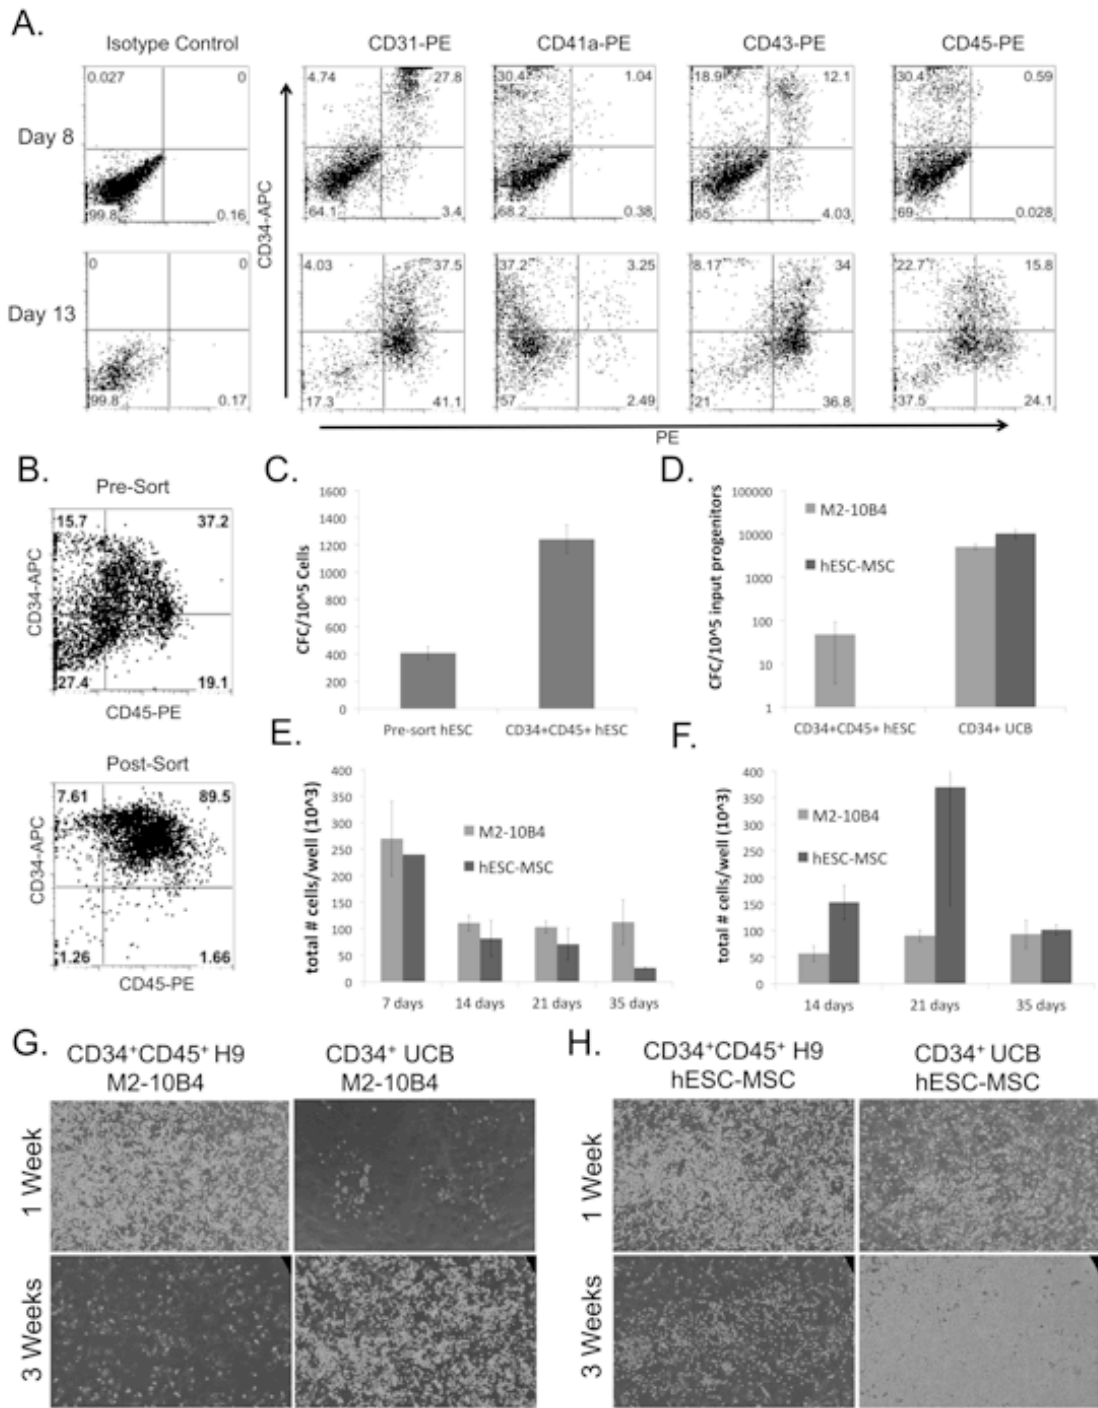 A.
Isotype Control
CD31-PE
CD41a-PE
CD43-PE
CD45-PE
Day 8
0.027 0
99.8 0.16
4.74 27.8
64.1 3.4
30.4 1.04
68.2 0.38
18.9 12.1
65 4.03
30.4 0.59
69 0.028
CD34-APC
Day 13
0 0
99.8 0.17
4.03 37.5
17.3 41.1
37.2 3.25
57 2.49
8.17 34
21 36.8
22.7 15.8
37.5 24.1
PE
B.
Pre-Sort
15.7 37.2
27.4 19.1
CD34-APC
CD45-PE
Post-Sort
7.61 89.5
1.26 1.66
CD34-APC
CD45-PE
C.
CFC/10^5 Cells
1600
1400
1200
1000
800
600
400
200
0
Pre-sort hESC CD34+CD45+ hESC
D.
CFC/10^5 input progenitors
100000
10000
1000
100
10
1
M2-10B4
hESC-MSC
CD34+CD45+ hESC CD34+ UCB
E.
total # cells/well (10^3)
400
350
300
250
200
150
100
50
0
M2-10B4
hESC-MSC
7 days 14 days 21 days 35 days
F.
total # cells/well (10^3)
400
350
300
250
200
150
100
50
0
M2-10B4
hESC-MSC
14 days 21 days 35 days
G.
CD34⁺CD45⁺ H9
M2-10B4
CD34⁺ UCB
M2-10B4
1 Week
3 Weeks
H.
CD34⁺CD45⁺ H9
hESC-MSC
CD34⁺ UCB
hESC-MSC
1 Week
3 Weeks